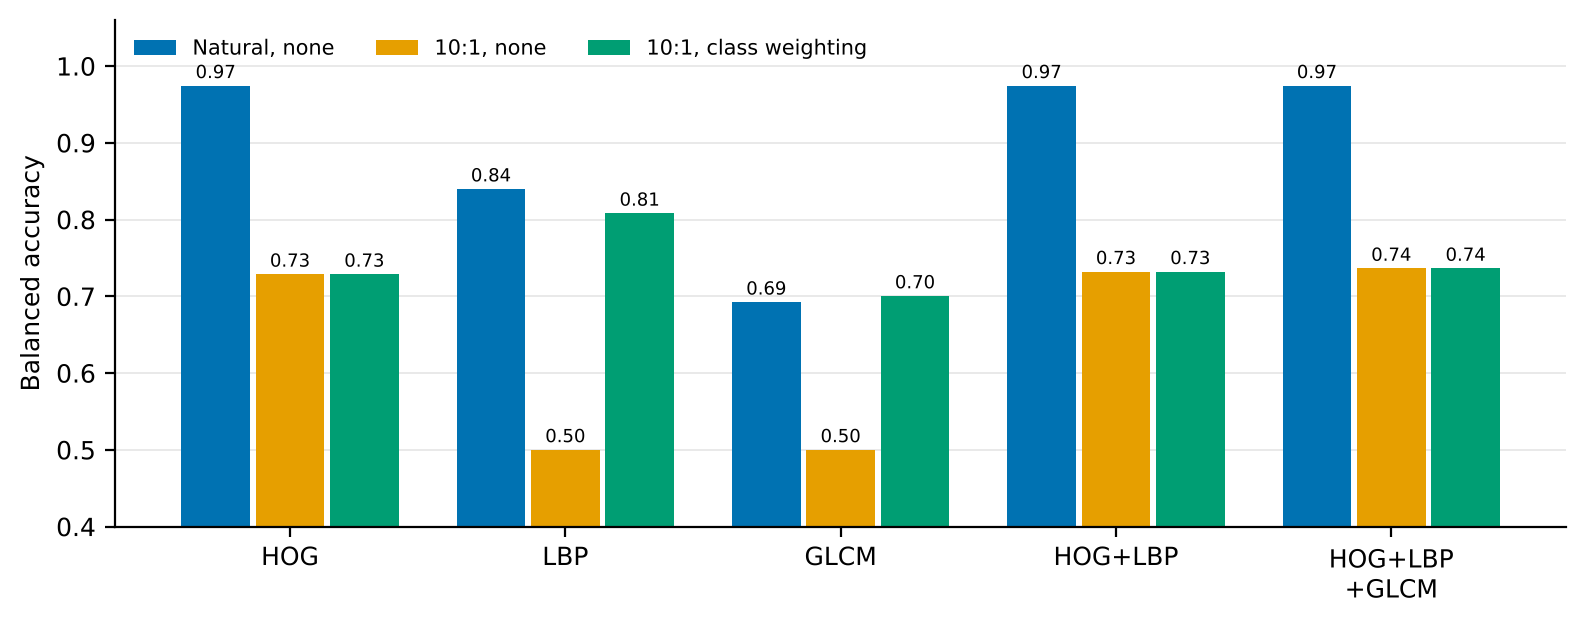 Natural, none 10:1, none 10:1, class weighting
Balanced accuracy
1.0
0.9
0.8
0.7
0.6
0.5
0.4
0.97 0.73 0.73
0.84 0.50 0.81
0.69 0.50 0.70
0.97 0.73 0.73
0.97 0.74 0.74
HOG LBP GLCM HOG+LBP HOG+LBP
+GLCM